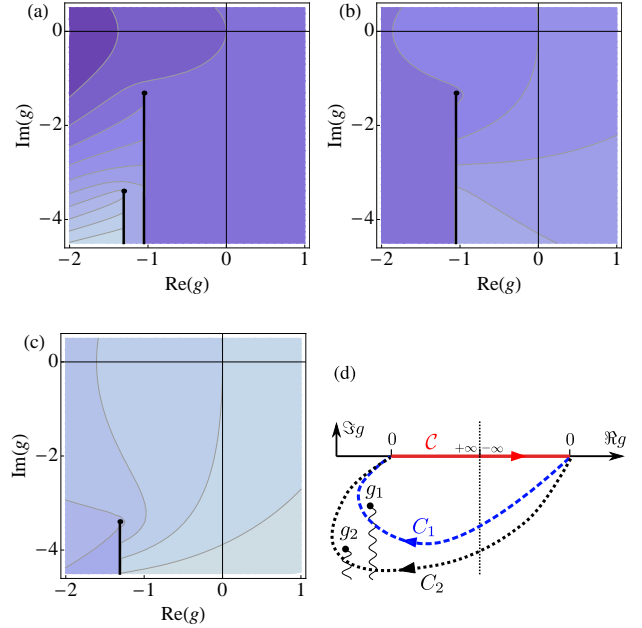 (a)
0
−2
−4
Im(g)
−2
−1
0
1
Re(g)
(b)
0
−2
−4
Im(g)
−2
−1
0
1
Re(g)
(c)
0
−2
−4
Im(g)
−2
−1
0
1
Re(g)
(d)
ℑg
0
𝒞
+∞
−∞
0
ℜg
g₁
g₂
C₁
C₂